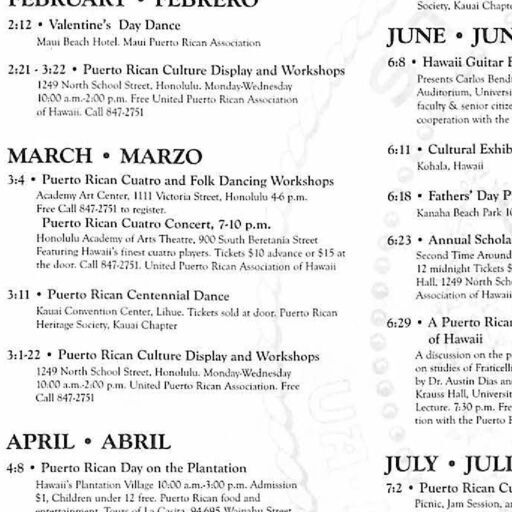 FEBRUARY • FEBRERO
2:12 • Valentine's Day Dance
Maui Beach Hotel. Maui Puerto Rican Association
2:21 - 3:22 • Puerto Rican Culture Display and Workshops
1249 North School Street, Honolulu. Monday-Wednesday
10:00 a.m.-2:00 p.m. Free United Puerto Rican Association
of Hawaii. Call 847-2751
MARCH • MARZO
3:4 • Puerto Rican Cuatro and Folk Dancing Workshops
Academy Art Center, 1111 Victoria Street, Honolulu 4-6 p.m.
Free Call 847-2751 to register.
Puerto Rican Cuatro Concert, 7-10 p.m.
Honolulu Academy of Arts Theatre, 900 South Beretania Street
Featuring Hawaii's finest cuatro players. Tickets $10 advance or $15 at
the door. Call 847-2751. United Puerto Rican Association of Hawaii
3:11 • Puerto Rican Centennial Dance
Kauai Convention Center, Lihue. Tickets sold at door. Puerto Rican
Heritage Society, Kauai Chapter
3:1-22 • Puerto Rican Culture Display and Workshops
1249 North School Street, Honolulu. Monday-Wednesday
10:00 a.m.-2:00 p.m. United Puerto Rican Association. Free
Call 847-2751
APRIL • ABRIL
4:8 • Puerto Rican Day on the Plantation
Hawaii's Plantation Village 10:00 a.m.-3:00 p.m. Admission
$1, Children under 12 free. Puerto Rican food and
entertainment. Tours of La Casita. 94-695 Waipahu Street
Society, Kauai Chapte
JUNE • JUN
6:8 • Hawaii Guitar
Presents Carlos Bend
Auditorium, Universi
faculty & senior citize
cooperation with the
6:11 • Cultural Exhib
Kohala, Hawaii
6:18 • Fathers' Day P
Kanaha Beach Park
6:23 • Annual Schola
Second Time Around
12 midnight Tickets $
Hall, 1249 North Sch
Association of Hawaii
6:29 • A Puerto Rican
of Hawaii
A discussion on the p
on studies of Fraticelli
by Dr. Austin Dias an
Krauss Hall, Universit
Lecture. 7:30 p.m. Fre
tion with the Puerto
JULY • JULI
7:2 • Puerto Rican Cu
Picnic, Jam Session, a